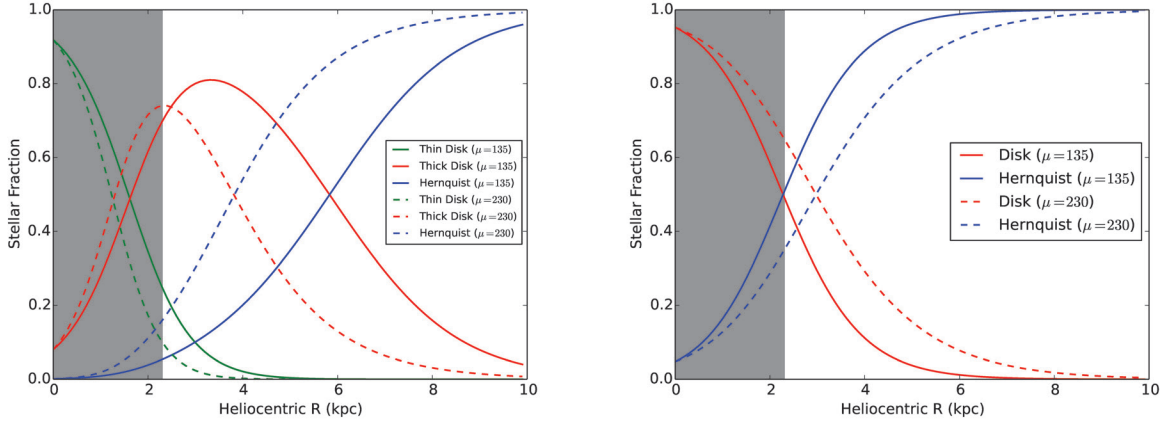 1.0
0.8
0.6
0.4
0.2
0.0
Stellar Fraction
Thin Disk (μ=135)
Thick Disk (μ=135)
Hernquist (μ=135)
Thin Disk (μ=230)
Thick Disk (μ=230)
Hernquist (μ=230)
0 2 4 6 8 10
Heliocentric R (kpc)
1.0
0.8
0.6
0.4
0.2
0.0
Stellar Fraction
Disk (μ=135)
Hernquist (μ=135)
Disk (μ=230)
Hernquist (μ=230)
0 2 4 6 8 10
Heliocentric R (kpc)